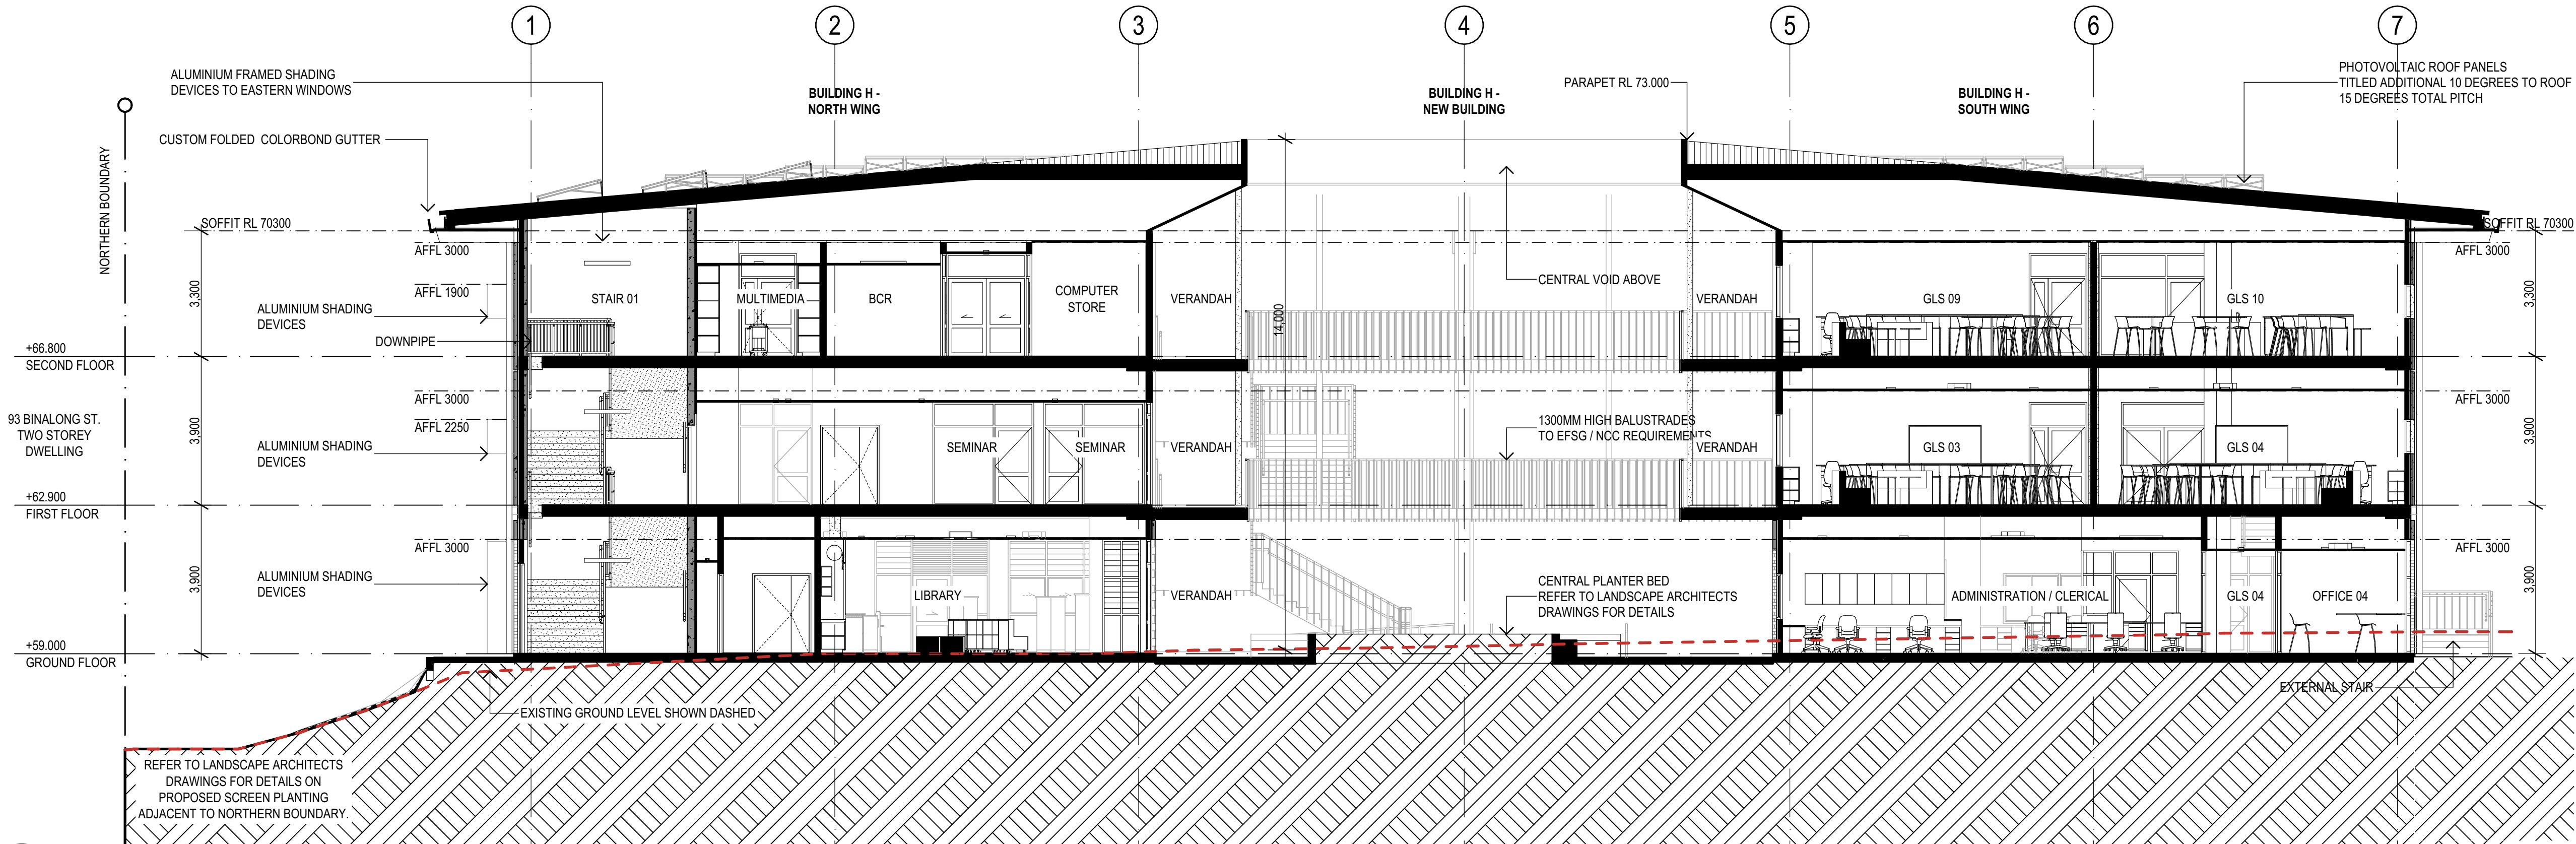 1
2
3
4
5
6
7
ALUMINIUM FRAMED SHADING
DEVICES TO EASTERN WINDOWS
CUSTOM FOLDED COLORBOND GUTTER
BUILDING H -
NORTH WING
BUILDING H -
NEW BUILDING
PARAPET RL 73.000
BUILDING H -
SOUTH WING
PHOTOVOLTAIC ROOF PANELS
TITLED ADDITIONAL 10 DEGREES TO ROOF
15 DEGREES TOTAL PITCH
NORTHERN BOUNDARY
SOFFIT RL 70300
SOFFIT RL 70300
AFFL 3000
AFFL 1900
3,300
ALUMINIUM SHADING
DEVICES
DOWNPIPE
STAIR 01
MULTIMEDIA
BCR
COMPUTER
STORE
VERANDAH
14,000
CENTRAL VOID ABOVE
VERANDAH
GLS 09
GLS 10
AFFL 3000
3,300
+66.800
SECOND FLOOR
AFFL 3000
AFFL 2250
3,900
93 BINALONG ST.
TWO STOREY
DWELLING
ALUMINIUM SHADING
DEVICES
SEMINAR
SEMINAR
VERANDAH
1300MM HIGH BALUSTRADES
TO EFSG / NCC REQUIREMENTS
VERANDAH
GLS 03
GLS 04
AFFL 3000
3,900
+62.900
FIRST FLOOR
AFFL 3000
3,900
ALUMINIUM SHADING
DEVICES
LIBRARY
VERANDAH
CENTRAL PLANTER BED
REFER TO LANDSCAPE ARCHITECTS
DRAWINGS FOR DETAILS
ADMINISTRATION / CLERICAL
GLS 04
OFFICE 04
AFFL 3000
3,900
+59.000
GROUND FLOOR
EXISTING GROUND LEVEL SHOWN DASHED
EXTERNAL STAIR
REFER TO LANDSCAPE ARCHITECTS
DRAWINGS FOR DETAILS ON
PROPOSED SCREEN PLANTING
ADJACENT TO NORTHERN BOUNDARY.